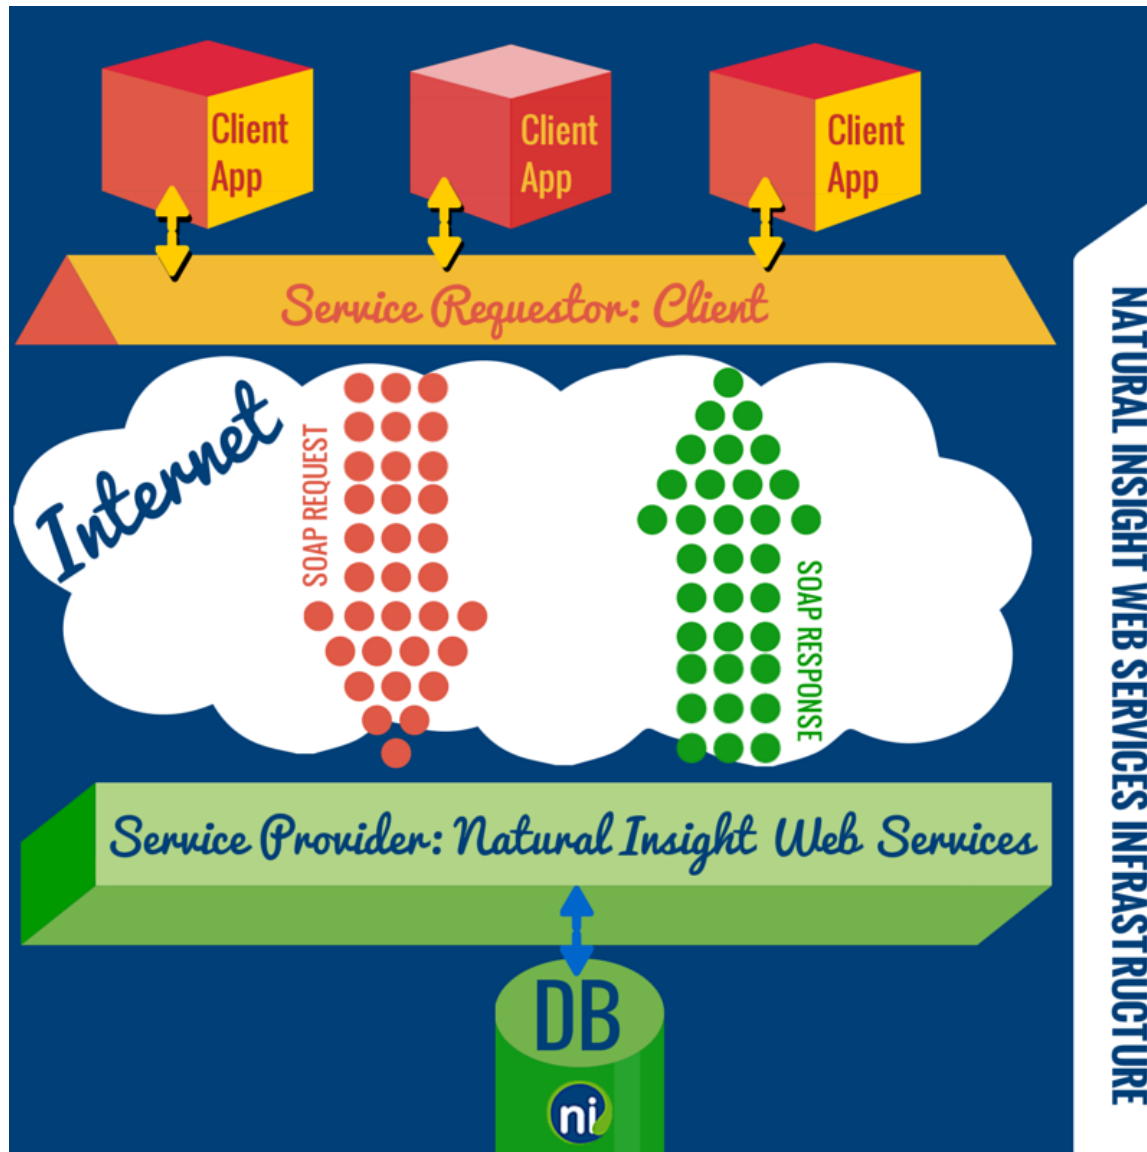 Client
App
Client
App
Client
App
Service Requestor: Client
Internet
SOAP REQUEST
SOAP RESPONSE
Service Provider: Natural Insight Web Services
DB
ni
NATURAL INSIGHT WEB SERVICES INFRASTRUCTURE